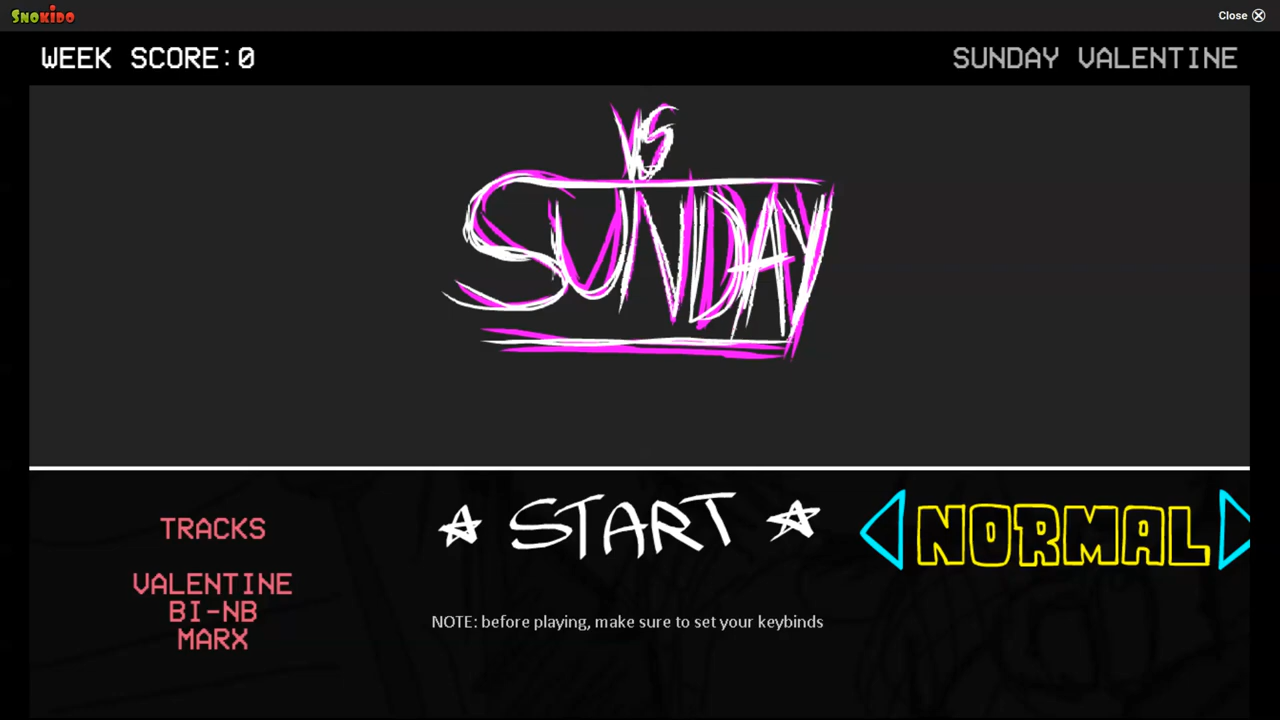 SNOKIDO
Close
WEEK SCORE:0
SUNDAY VALENTINE
VS
SUNDAY
TRACKS
VALENTINE
BI-NB
MARX
START
NORMAL
NOTE: before playing, make sure to set your keybinds